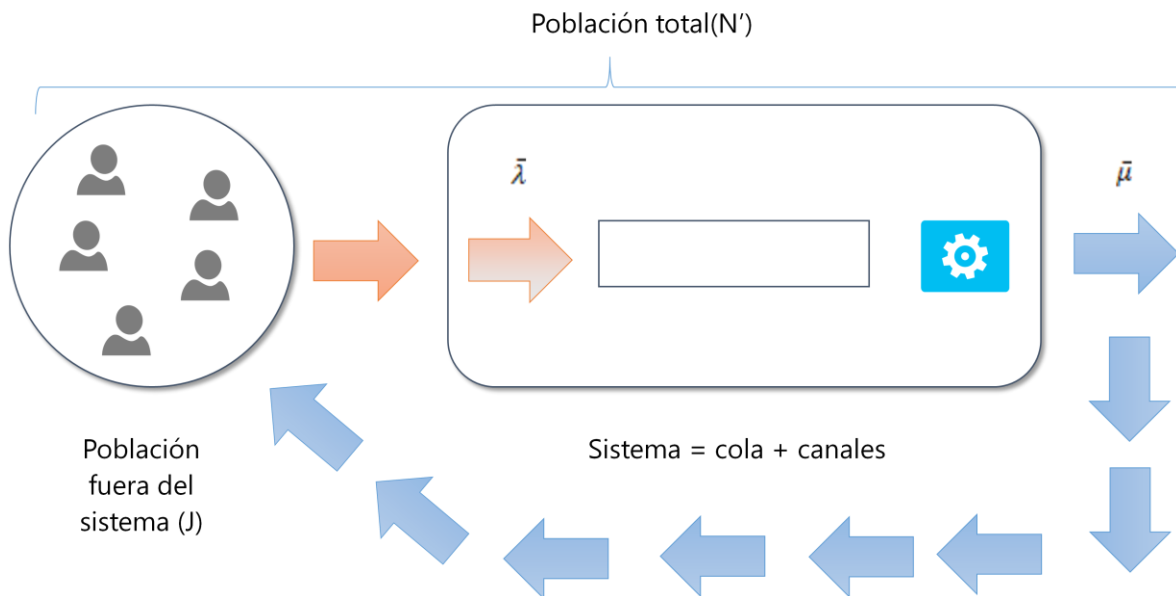 Población total(N’)
λ̄
μ̄
Población
fuera del
sistema (J)
Sistema = cola + canales